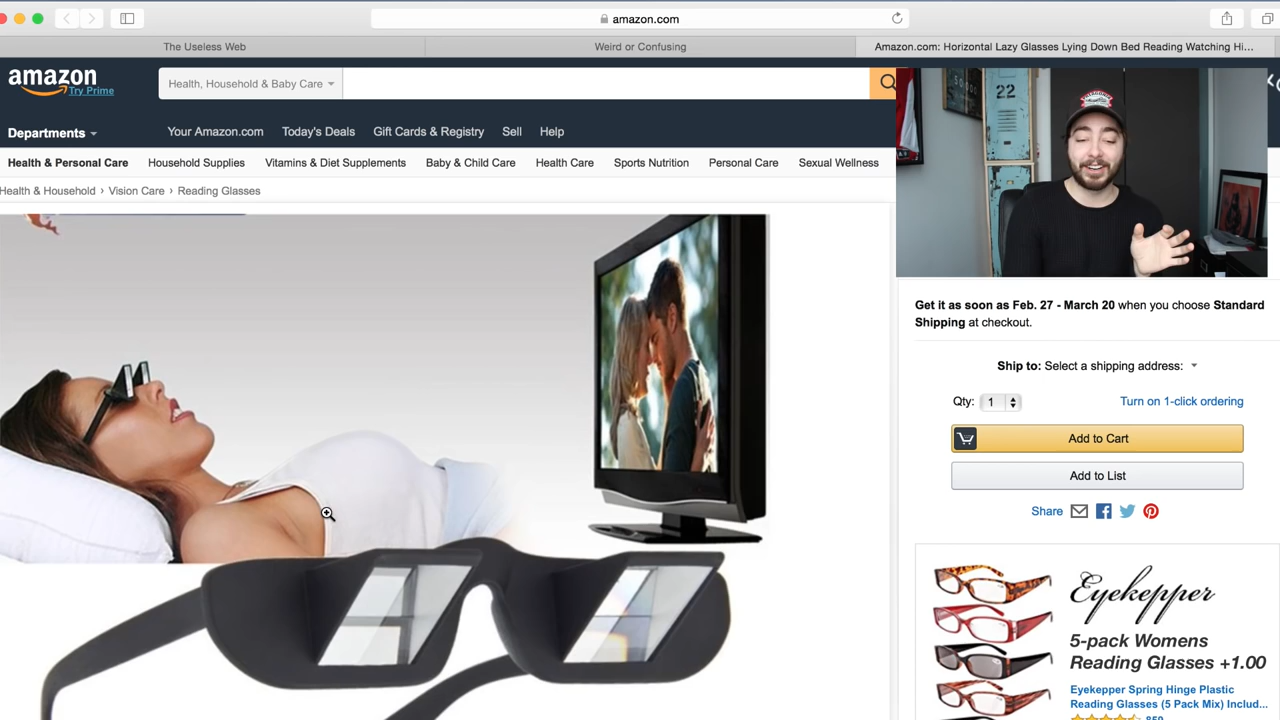 amazon.com
The Useless Web
Weird or Confusing
Amazon.com: Horizontal Lazy Glasses Lying Down Bed Reading Watching Hi...
amazon
Try Prime
Health, Household & Baby Care
Departments
Your Amazon.com
Today's Deals
Gift Cards & Registry
Sell
Help
Health & Personal Care
Household Supplies
Vitamins & Diet Supplements
Baby & Child Care
Health Care
Sports Nutrition
Personal Care
Sexual Wellness
Health & Household › Vision Care › Reading Glasses
22
Get it as soon as Feb. 27 - March 20 when you choose Standard
Shipping at checkout.
Ship to: Select a shipping address:
Qty: 1
Turn on 1-click ordering
Add to Cart
Add to List
Share
Eyekepper
5-pack Womens
Reading Glasses +1.00
Eyekepper Spring Hinge Plastic
Reading Glasses (5 Pack Mix) Includ...